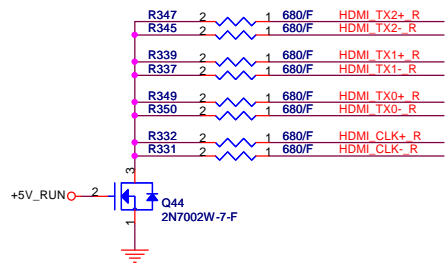 R347 2 1 680/F HDMI_TX2+_R
R345 2 1 680/F HDMI_TX2-_R
R339 2 1 680/F HDMI_TX1+_R
R337 2 1 680/F HDMI_TX1-_R
R349 2 1 680/F HDMI_TX0+_R
R350 2 1 680/F HDMI_TX0-_R
R332 2 1 680/F HDMI_CLK+_R
R331 2 1 680/F HDMI_CLK-_R
3
+5V_RUN 2
Q44
2N7002W-7-F
1